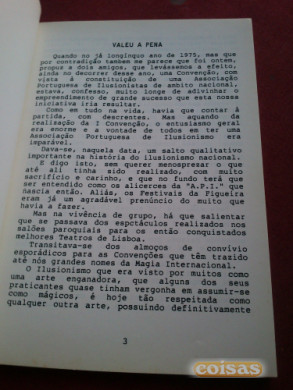 VALEU A PENA
Quando no já longínquo ano de 1975, mas que
por contradição também me parece que foi ontem,
propus a dois amigos, que levássemos a efeito,
ainda no decorrer desse ano, uma Convenção, com
vista à constituição de uma Associação
Portuguesa de Ilusionistas de âmbito nacional,
estava, confesso, muito longe de adivinhar o
empreendimento de grande sucesso que esta nossa
iniciativa iria resultar.
Como em tudo na vida, havia que contar à
partida, com descrentes. Mas aquando da
realização da I Convenção, o entusiasmo geral
era enorme e a vontade de todos em ter uma
Associação Portuguesa de Ilusionismo era
imparável.
Dava-se, naquela data, um salto qualitativo
importante na história do ilusionismo nacional.
E digo isto, sem querer menosprezar o que
até ali tinha sido realizado, com muito
sacrifício e carinho, e que no fundo terá que
ser entendido como os alicerces da "A.P.I." que
nascia então. Aliás, os Festivais da Figueira
eram já um agradável prenúncio do muito que
havia a fazer.
Mas na vivência de grupo, há que salientar
que se passava dos espctáculos realizados nos
salões paroquiais para os então conquistados
melhores Teatros de Lisboa.
Transitava-se dos almoços de convívio
esporádicos para as Convenções que têm trazido
até nós grandes nomes da Magia Internacional.
O Ilusionismo que era visto por muitos como
uma arte enganadora, que alguns dos seus
praticantes quase tinham vergonha em assumir-se
como mágicos, é hoje tão respeitada como
qualquer outra arte, possuindo definitivamente
3
coisas